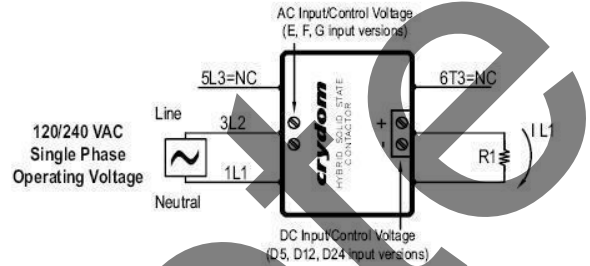 AC Input/Control Voltage
(E, F, G input versions)
5L3=NC
6T3=NC
Line
120/240 VAC
Single Phase
Operating Voltage
3L2
1L1
Neutral
crydom
HYBRID SOLID STATE
CONTACTOR
+
-
R1
I L1
DC Input/Control Voltage
(D5, D12, D24 input versions)